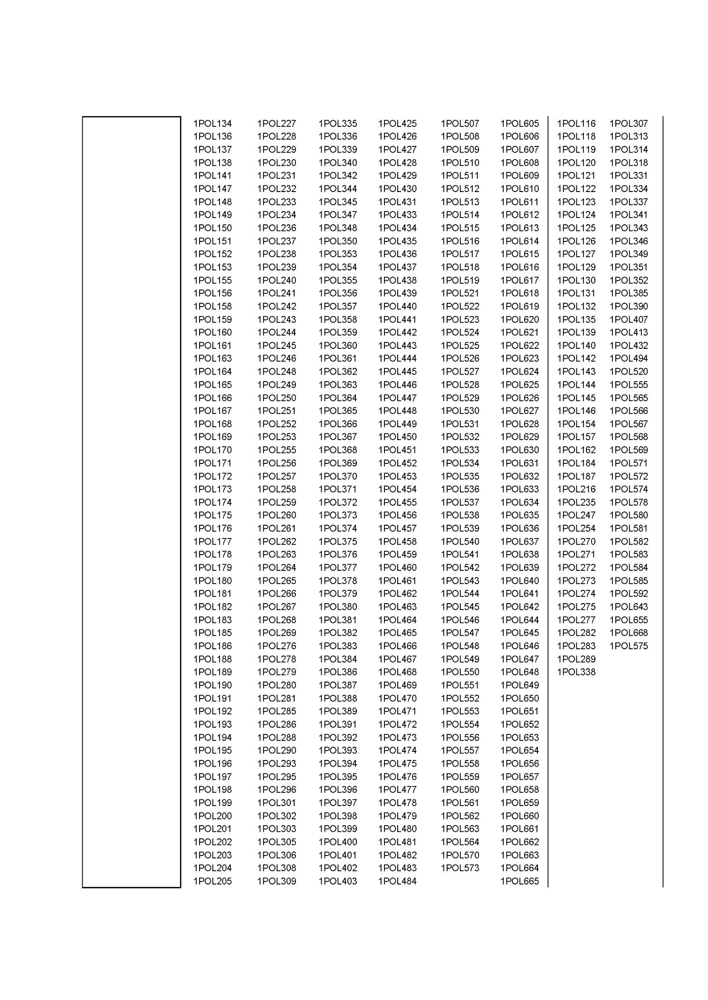 1POL134 1POL227 1POL335 1POL425 1POL507 1POL605 1POL116 1POL307
1POL136 1POL228 1POL336 1POL426 1POL508 1POL606 1POL118 1POL313
1POL137 1POL229 1POL339 1POL427 1POL509 1POL607 1POL119 1POL314
1POL138 1POL230 1POL340 1POL428 1POL510 1POL608 1POL120 1POL318
1POL141 1POL231 1POL342 1POL429 1POL511 1POL609 1POL121 1POL331
1POL147 1POL232 1POL344 1POL430 1POL512 1POL610 1POL122 1POL334
1POL148 1POL233 1POL345 1POL431 1POL513 1POL611 1POL123 1POL337
1POL149 1POL234 1POL347 1POL433 1POL514 1POL612 1POL124 1POL341
1POL150 1POL236 1POL348 1POL434 1POL515 1POL613 1POL125 1POL343
1POL151 1POL237 1POL350 1POL435 1POL516 1POL614 1POL126 1POL346
1POL152 1POL238 1POL353 1POL436 1POL517 1POL615 1POL127 1POL349
1POL153 1POL239 1POL354 1POL437 1POL518 1POL616 1POL129 1POL351
1POL155 1POL240 1POL355 1POL438 1POL519 1POL617 1POL130 1POL352
1POL156 1POL241 1POL356 1POL439 1POL521 1POL618 1POL131 1POL385
1POL158 1POL242 1POL357 1POL440 1POL522 1POL619 1POL132 1POL390
1POL159 1POL243 1POL358 1POL441 1POL523 1POL620 1POL135 1POL407
1POL160 1POL244 1POL359 1POL442 1POL524 1POL621 1POL139 1POL413
1POL161 1POL245 1POL360 1POL443 1POL525 1POL622 1POL140 1POL432
1POL163 1POL246 1POL361 1POL444 1POL526 1POL623 1POL142 1POL494
1POL164 1POL248 1POL362 1POL445 1POL527 1POL624 1POL143 1POL520
1POL165 1POL249 1POL363 1POL446 1POL528 1POL625 1POL144 1POL555
1POL166 1POL250 1POL364 1POL447 1POL529 1POL626 1POL145 1POL565
1POL167 1POL251 1POL365 1POL448 1POL530 1POL627 1POL146 1POL566
1POL168 1POL252 1POL366 1POL449 1POL531 1POL628 1POL154 1POL567
1POL169 1POL253 1POL367 1POL450 1POL532 1POL629 1POL157 1POL568
1POL170 1POL255 1POL368 1POL451 1POL533 1POL630 1POL162 1POL569
1POL171 1POL256 1POL369 1POL452 1POL534 1POL631 1POL184 1POL571
1POL172 1POL257 1POL370 1POL453 1POL535 1POL632 1POL187 1POL572
1POL173 1POL258 1POL371 1POL454 1POL536 1POL633 1POL216 1POL574
1POL174 1POL259 1POL372 1POL455 1POL537 1POL634 1POL235 1POL578
1POL175 1POL260 1POL373 1POL456 1POL538 1POL635 1POL247 1POL580
1POL176 1POL261 1POL374 1POL457 1POL539 1POL636 1POL254 1POL581
1POL177 1POL262 1POL375 1POL458 1POL540 1POL637 1POL270 1POL582
1POL178 1POL263 1POL376 1POL459 1POL541 1POL638 1POL271 1POL583
1POL179 1POL264 1POL377 1POL460 1POL542 1POL639 1POL272 1POL584
1POL180 1POL265 1POL378 1POL461 1POL543 1POL640 1POL273 1POL585
1POL181 1POL266 1POL379 1POL462 1POL544 1POL641 1POL274 1POL592
1POL182 1POL267 1POL380 1POL463 1POL545 1POL642 1POL275 1POL643
1POL183 1POL268 1POL381 1POL464 1POL546 1POL644 1POL277 1POL655
1POL185 1POL269 1POL382 1POL465 1POL547 1POL645 1POL282 1POL668
1POL186 1POL276 1POL383 1POL466 1POL548 1POL646 1POL283 1POL575
1POL188 1POL278 1POL384 1POL467 1POL549 1POL647 1POL289
1POL189 1POL279 1POL386 1POL468 1POL550 1POL648 1POL338
1POL190 1POL280 1POL387 1POL469 1POL551 1POL649
1POL191 1POL281 1POL388 1POL470 1POL552 1POL650
1POL192 1POL285 1POL389 1POL471 1POL553 1POL651
1POL193 1POL286 1POL391 1POL472 1POL554 1POL652
1POL194 1POL288 1POL392 1POL473 1POL556 1POL653
1POL195 1POL290 1POL393 1POL474 1POL557 1POL654
1POL196 1POL293 1POL394 1POL475 1POL558 1POL656
1POL197 1POL295 1POL395 1POL476 1POL559 1POL657
1POL198 1POL296 1POL396 1POL477 1POL560 1POL658
1POL199 1POL301 1POL397 1POL478 1POL561 1POL659
1POL200 1POL302 1POL398 1POL479 1POL562 1POL660
1POL201 1POL303 1POL399 1POL480 1POL563 1POL661
1POL202 1POL305 1POL400 1POL481 1POL564 1POL662
1POL203 1POL306 1POL401 1POL482 1POL570 1POL663
1POL204 1POL308 1POL402 1POL483 1POL573 1POL664
1POL205 1POL309 1POL403 1POL484 1POL665